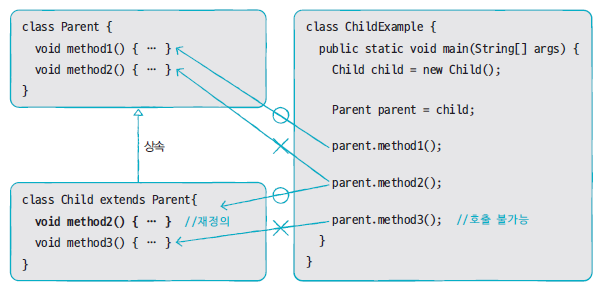 class Parent {
void method1() { … }
void method2() { … }
}
상속
class Child extends Parent{
void method2() { … } //재정의
void method3() { … }
}
class ChildExample {
public static void main(String[] args) {
Child child = new Child();
Parent parent = child;
parent.method1();
parent.method2();
parent.method3(); //호출 불가능
}
}